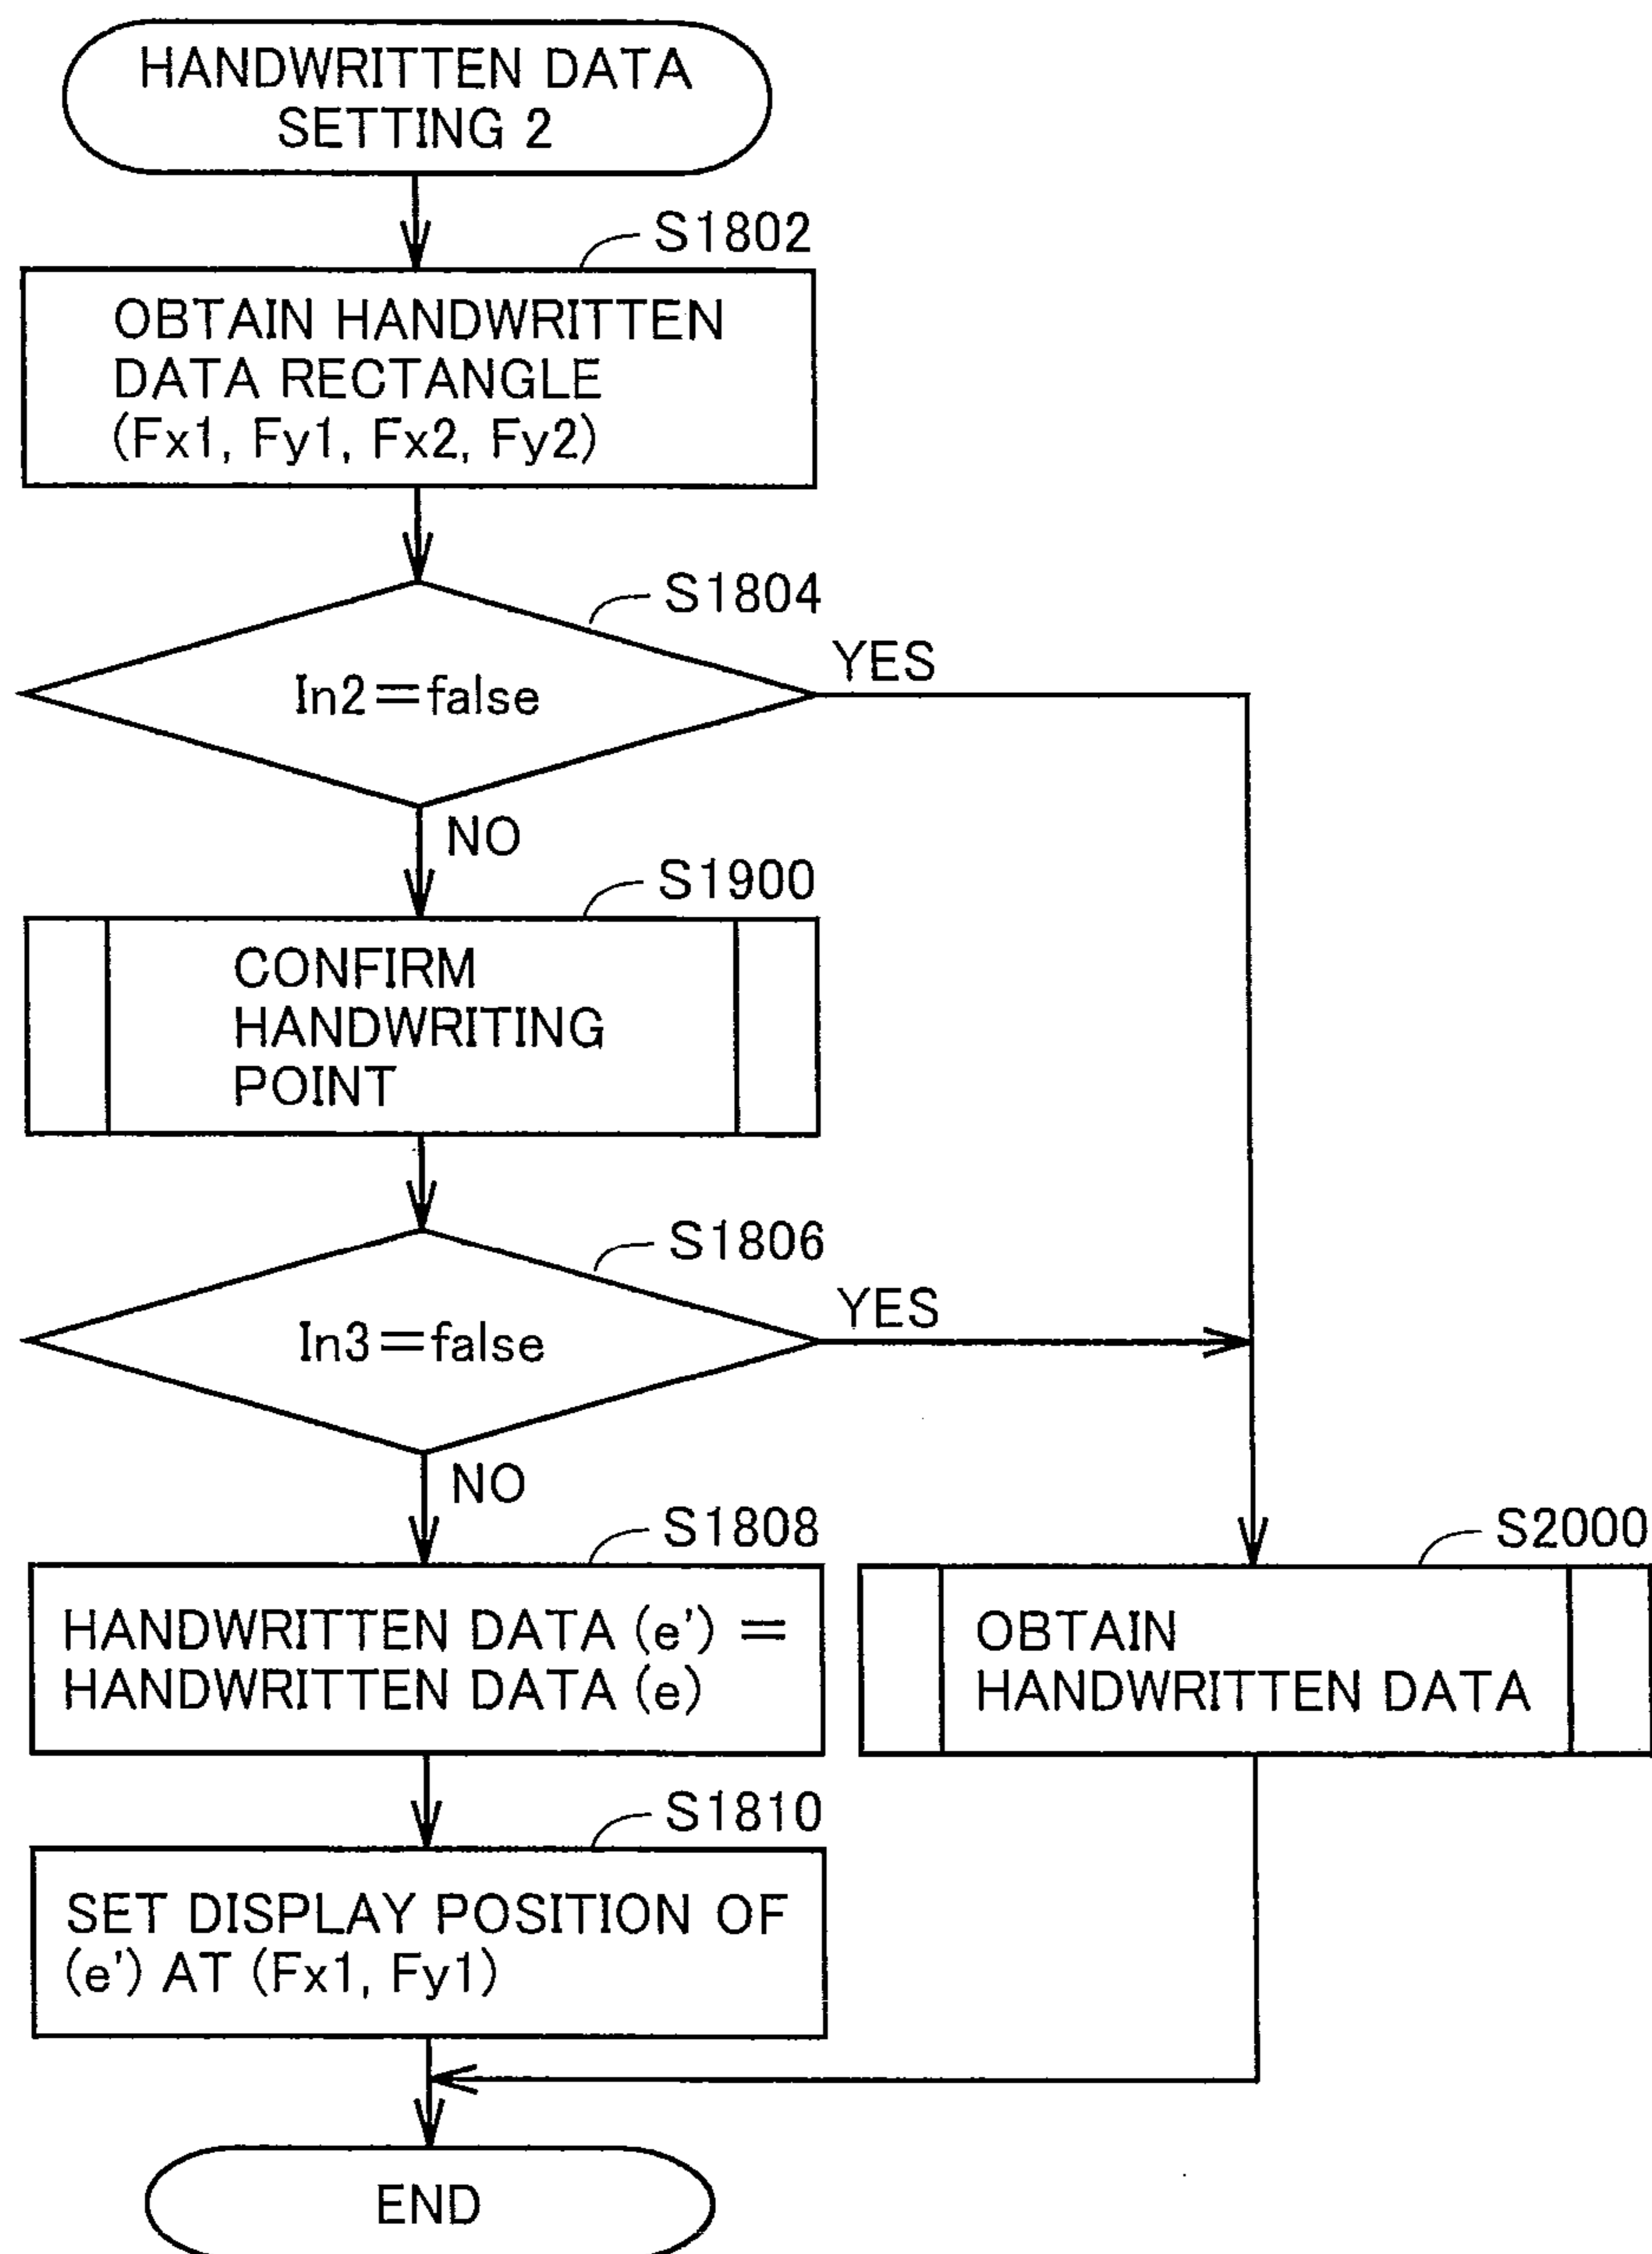 HANDWRITTEN DATA
SETTING 2
S1802
OBTAIN HANDWRITTEN
DATA RECTANGLE
(Fx1, Fy1, Fx2, Fy2)
S1804
YES
In2=false
NO
S1900
CONFIRM
HANDWRITING
POINT
S1806
YES
In3=false
NO
S1808
HANDWRITTEN DATA (e') =
HANDWRITTEN DATA (e)
S2000
OBTAIN
HANDWRITTEN DATA
S1810
SET DISPLAY POSITION OF
(e') AT (Fx1, Fy1)
END